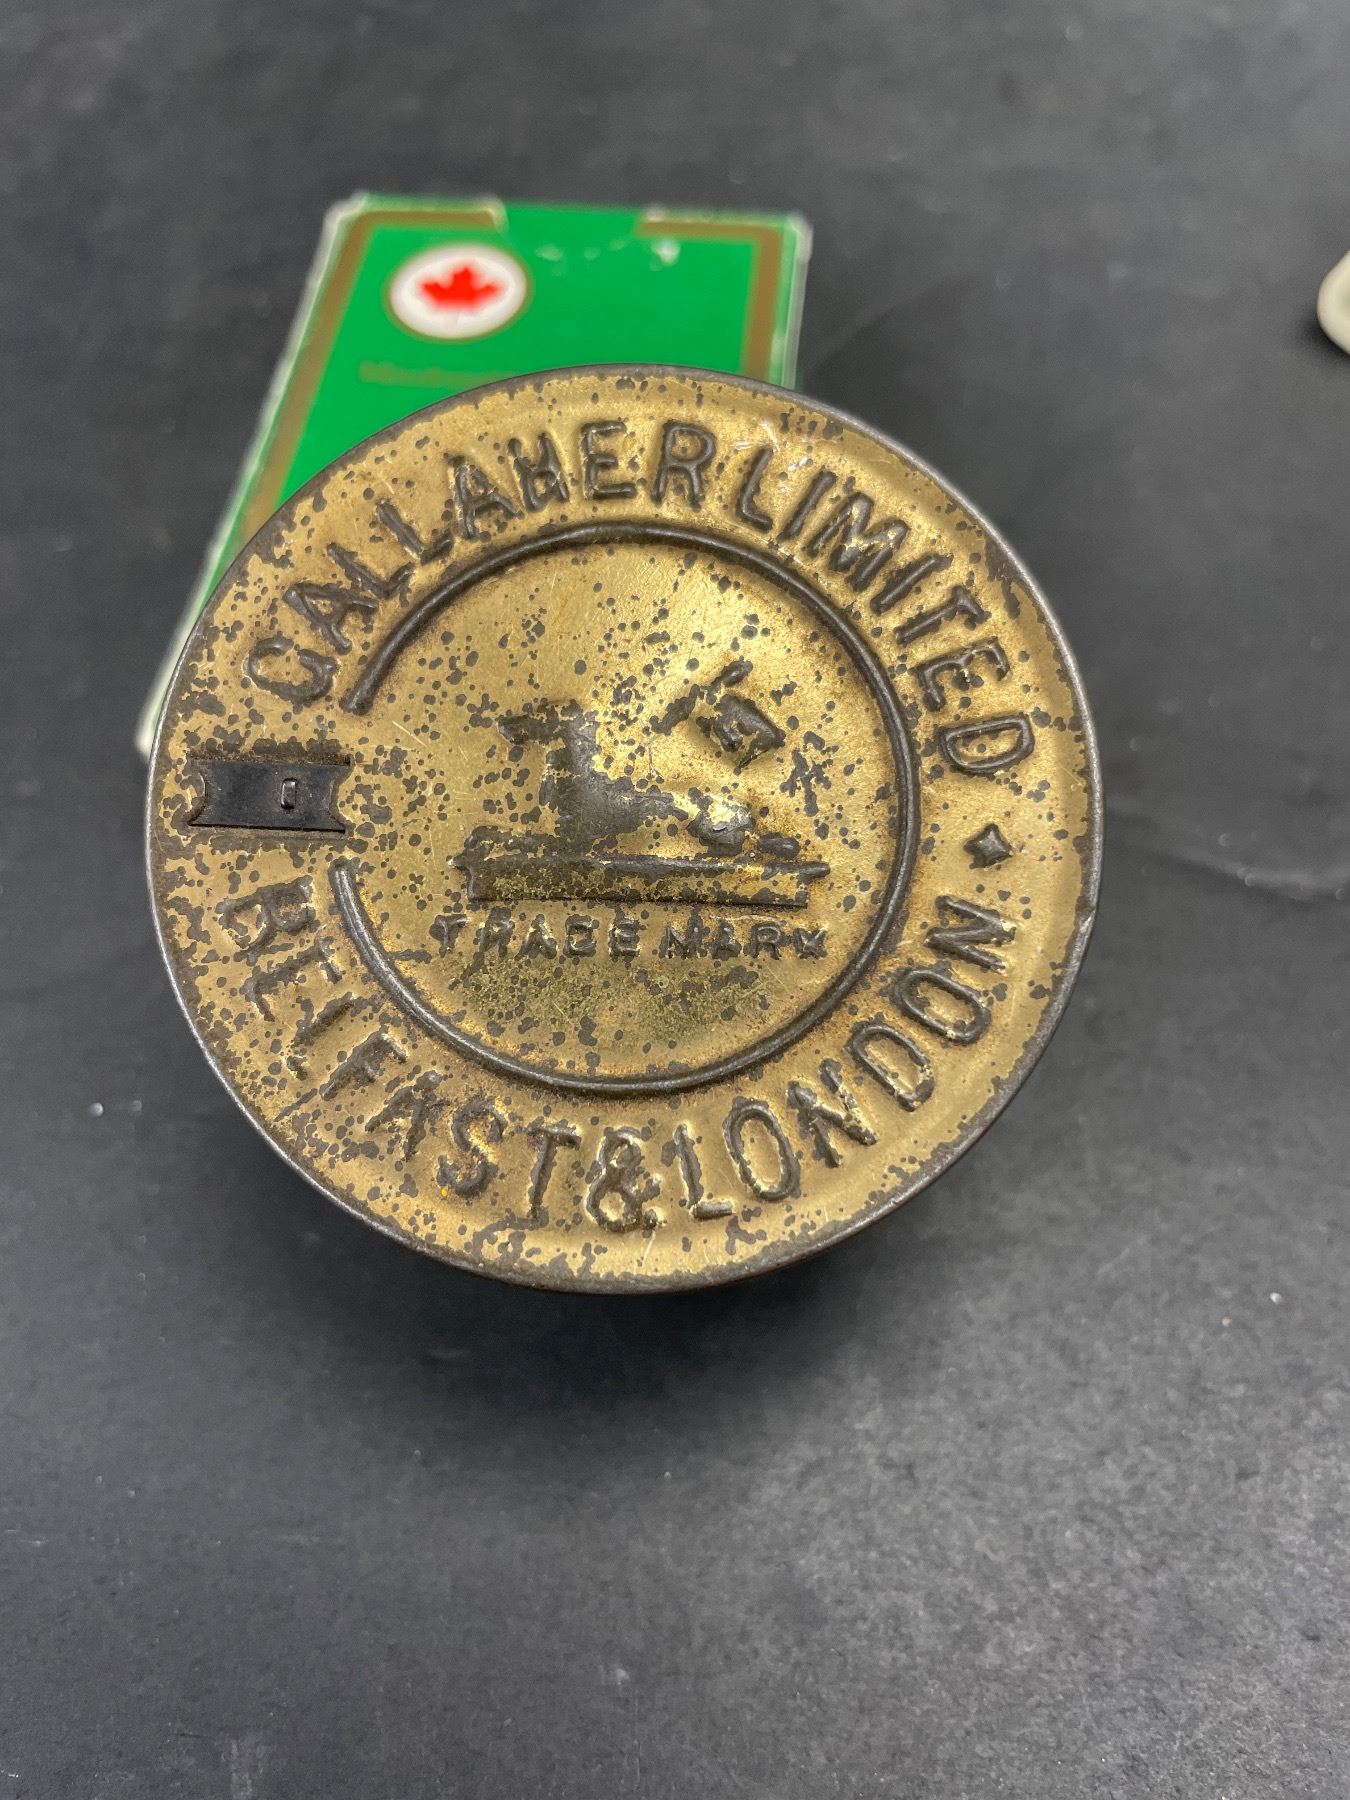 GALLAHER LIMITED
TRADE MARK
BELFAST & LONDON